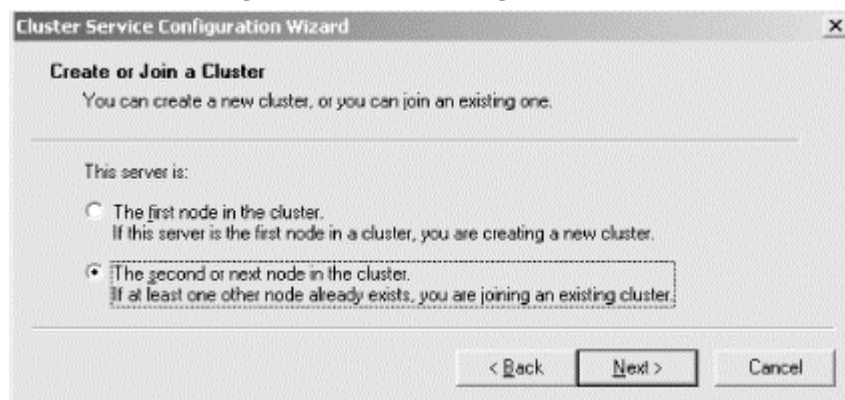 Cluster Service Configuration Wizard
Create or Join a Cluster
You can create a new cluster, or you can join an existing one.
This server is:
The first node in the cluster.
If this server is the first node in a cluster, you are creating a new cluster.
The second or next node in the cluster.
If at least one other node already exists, you are joining an existing cluster.
< Back
Next >
Cancel